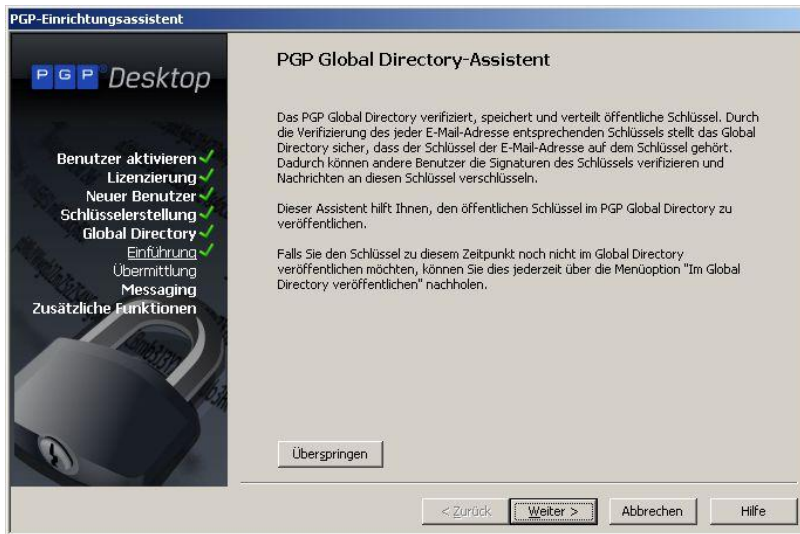 PGP-Einrichtungsassistent
PGP Desktop
Benutzer aktivieren
Lizenzierung
Neuer Benutzer
Schlüsselerstellung
Global Directory
Einführung
Übermittlung
Messaging
Zusätzliche Funktionen
PGP Global Directory-Assistent
Das PGP Global Directory verifiziert, speichert und verteilt öffentliche Schlüssel. Durch
die Verifizierung des jeder E-Mail-Adresse entsprechenden Schlüssels stellt das Global
Directory sicher, dass der Schlüssel der E-Mail-Adresse auf dem Schlüssel gehört.
Dadurch können andere Benutzer die Signaturen des Schlüssels verifizieren und
Nachrichten an diesen Schlüssel verschlüsseln.
Dieser Assistent hilft Ihnen, den öffentlichen Schlüssel im PGP Global Directory zu
veröffentlichen.
Falls Sie den Schlüssel zu diesem Zeitpunkt noch nicht im Global Directory
veröffentlichen möchten, können Sie dies jederzeit über die Menüoption "Im Global
Directory veröffentlichen" nachholen.
Überspringen
< Zurück
Weiter >
Abbrechen
Hilfe